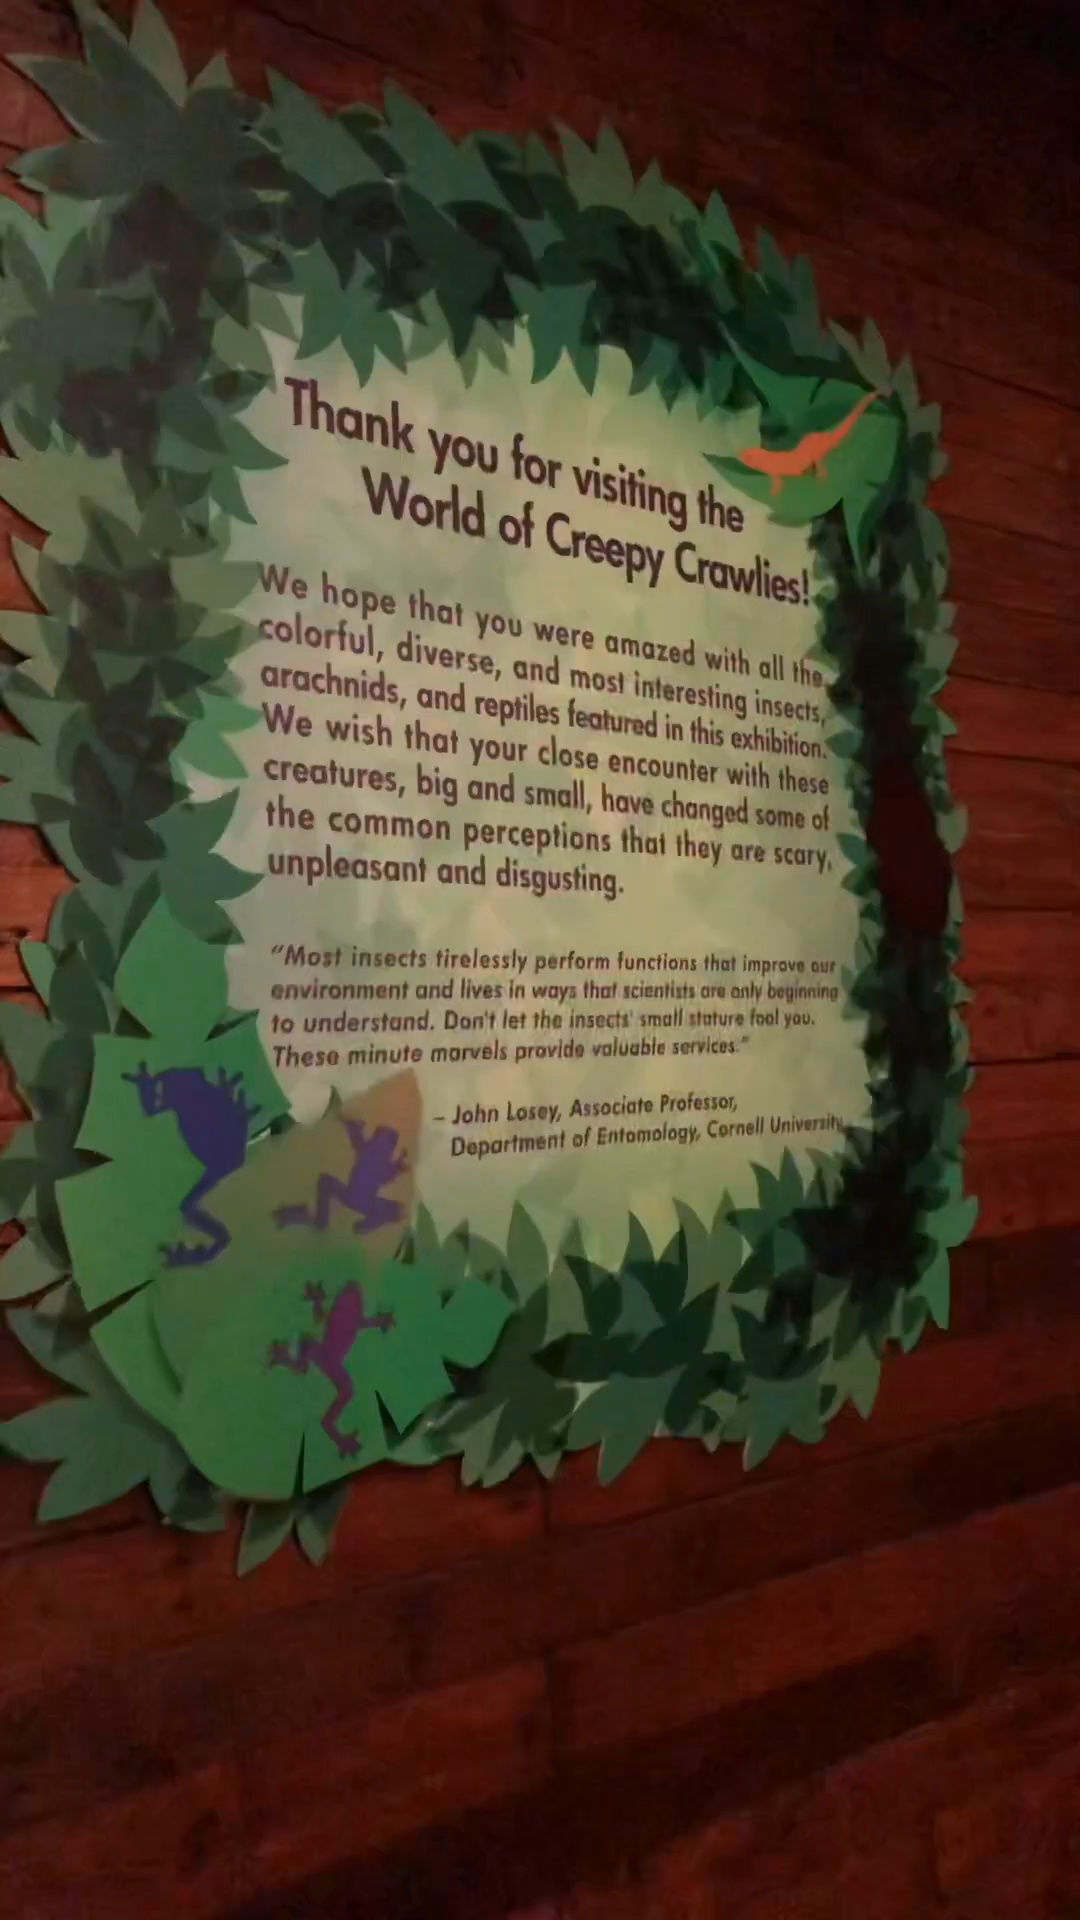 Thank you for visiting the
World of Creepy Crawlies!
We hope that you were amazed with all the
colorful, diverse, and most interesting insects,
arachnids, and reptiles featured in this exhibition.
We wish that your close encounter with these
creatures, big and small, have changed some of
the common perceptions that they are scary,
unpleasant and disgusting.
"Most insects tirelessly perform functions that improve our
environment and lives in ways that scientists are only beginning
to understand. Don't let the insects' small stature fool you.
These minute marvels provide valuable services."
– John Losey, Associate Professor,
Department of Entomology, Cornell University